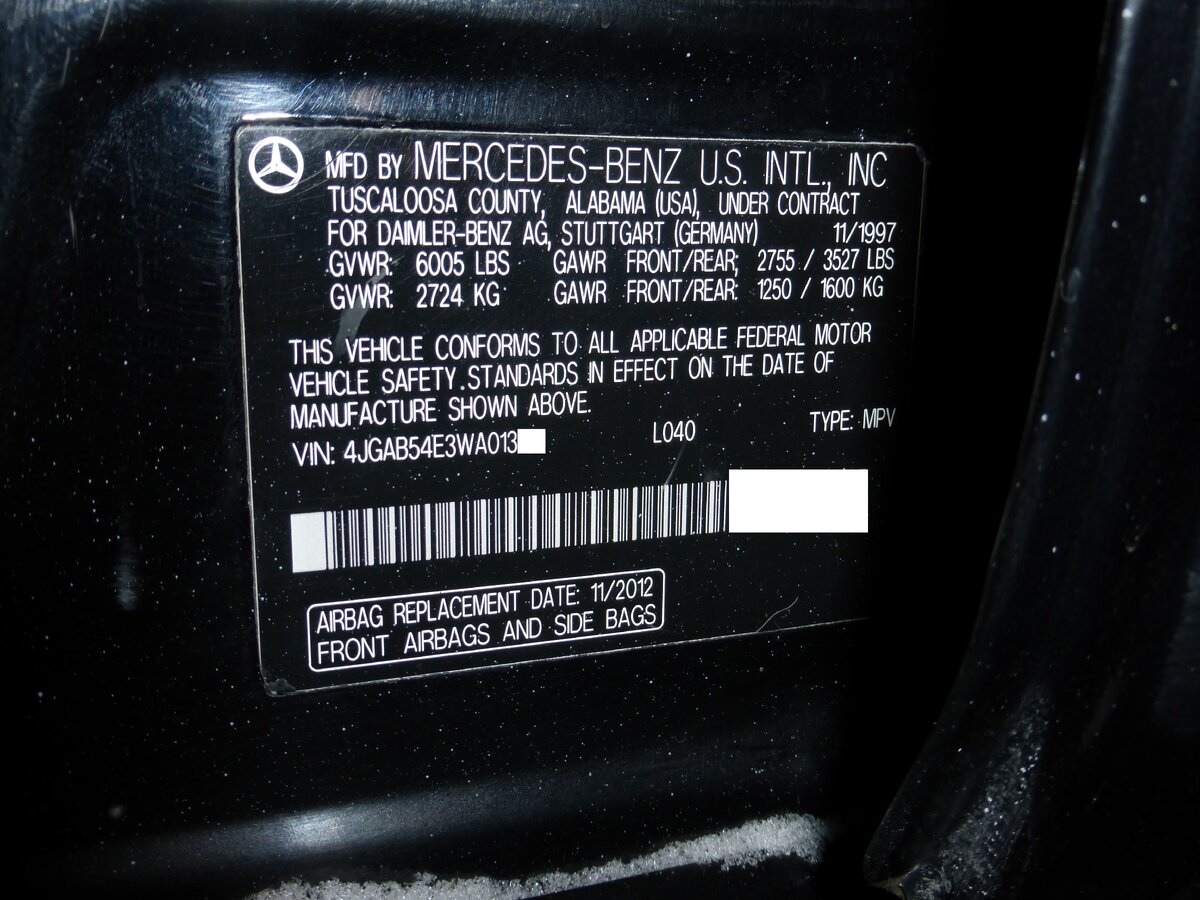 MFD BY MERCEDES-BENZ U.S. INTL., INC
TUSCALOOSA COUNTY, ALABAMA (USA), UNDER CONTRACT
FOR DAIMLER-BENZ AG, STUTTGART (GERMANY) 11/1997
GVWR: 6005 LBS GAWR FRONT/REAR; 2755 / 3527 LBS
GVWR: 2724 KG GAWR FRONT/REAR: 1250 / 1600 KG
THIS VEHICLE CONFORMS TO ALL APPLICABLE FEDERAL MOTOR
VEHICLE SAFETY STANDARDS IN EFFECT ON THE DATE OF
MANUFACTURE SHOWN ABOVE.
VIN: 4JGAB54E3WA013 L040 TYPE: MPV
AIRBAG REPLACEMENT DATE: 11/2012
FRONT AIRBAGS AND SIDE BAGS